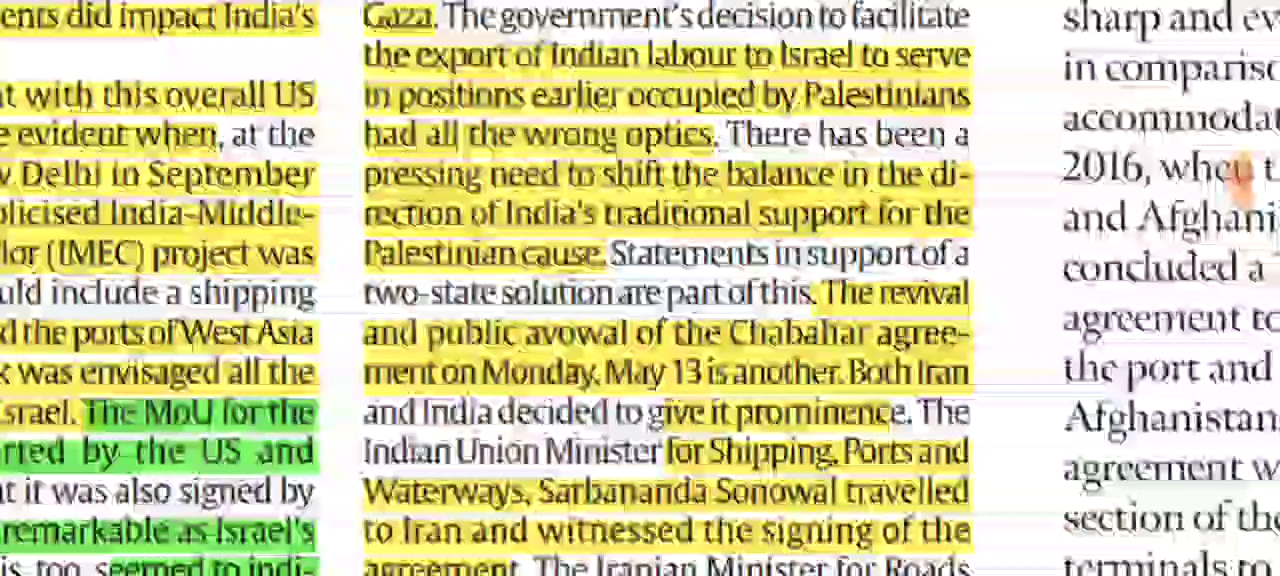 ents did impact India's
with this overall US
evident when, at the
Delhi in September
licised India-Middle-
(IMEC) project was
include a shipping
the ports of West Asia
was envisaged all the
The MoU for the
by the US and
it was also signed by
remarkable as Israel's
too, seemed to indi-
Gaza. The government's decision to facilitate
the export of Indian labour to Israel to serve
in positions earlier occupied by Palestinians
had all the wrong optics. There has been a
pressing need to shift the balance in the di-
rection of India's traditional support for the
Palestinian cause. Statements in support of a
two-state solution are part of this. The revival
and public avowal of the Chabahar agree-
ment on Monday, May 13 is another. Both Iran
and India decided to give it prominence. The
Indian Union Minister for Shipping, Ports and
Waterways, Sarbananda Sonowal travelled
to Iran and witnessed the signing of the
agreement. The Iranian Minister for Roads
sharp and ev
in comparisc
accommodat
2016, when t
and Afghani
concluded a
agreement to
the port and
Afghanistan
agreement w
section of the
terminals to